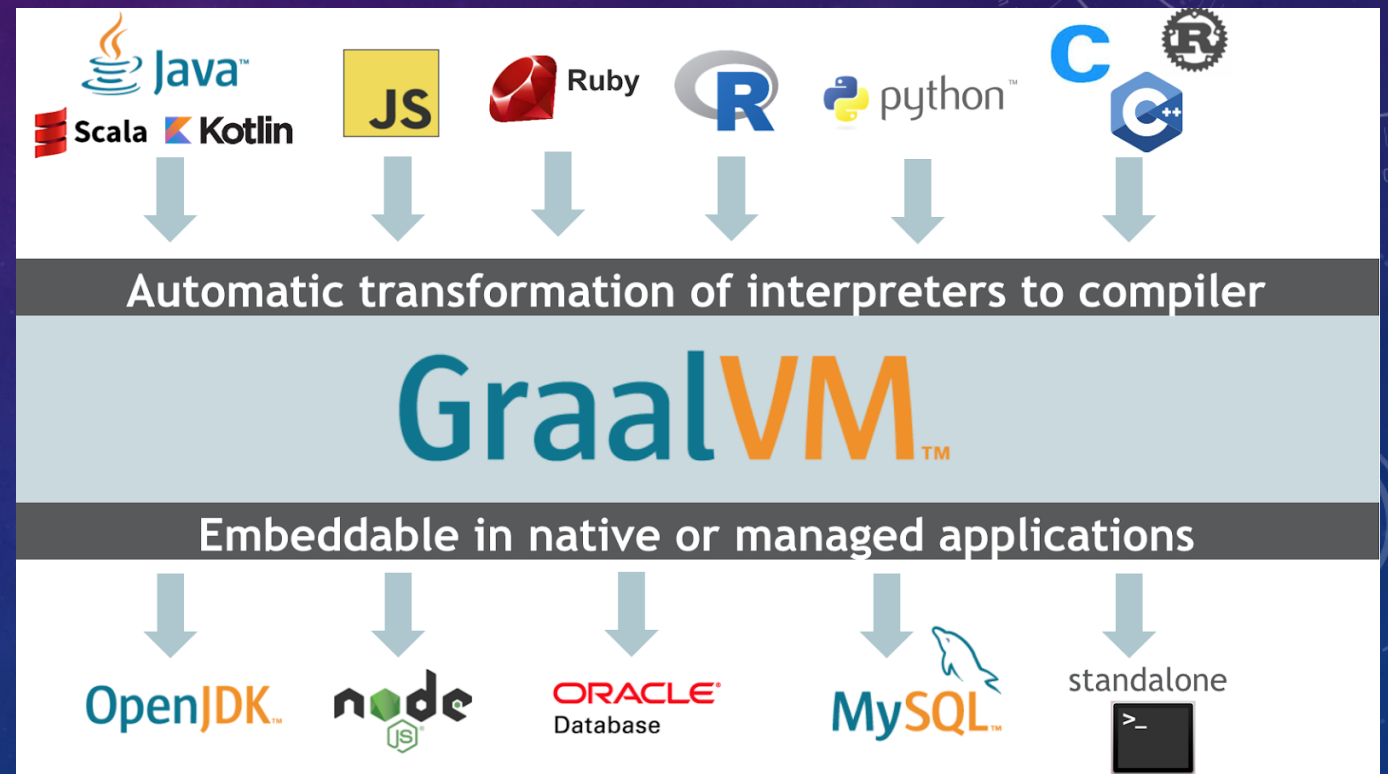 Java™
Scala Kotlin
JS
Ruby
R
python™
C
R
C++
Automatic transformation of interpreters to compiler
GraalVM™
Embeddable in native or managed applications
OpenJDK™
node
JS
ORACLE®
Database
MySQL™
standalone
>_